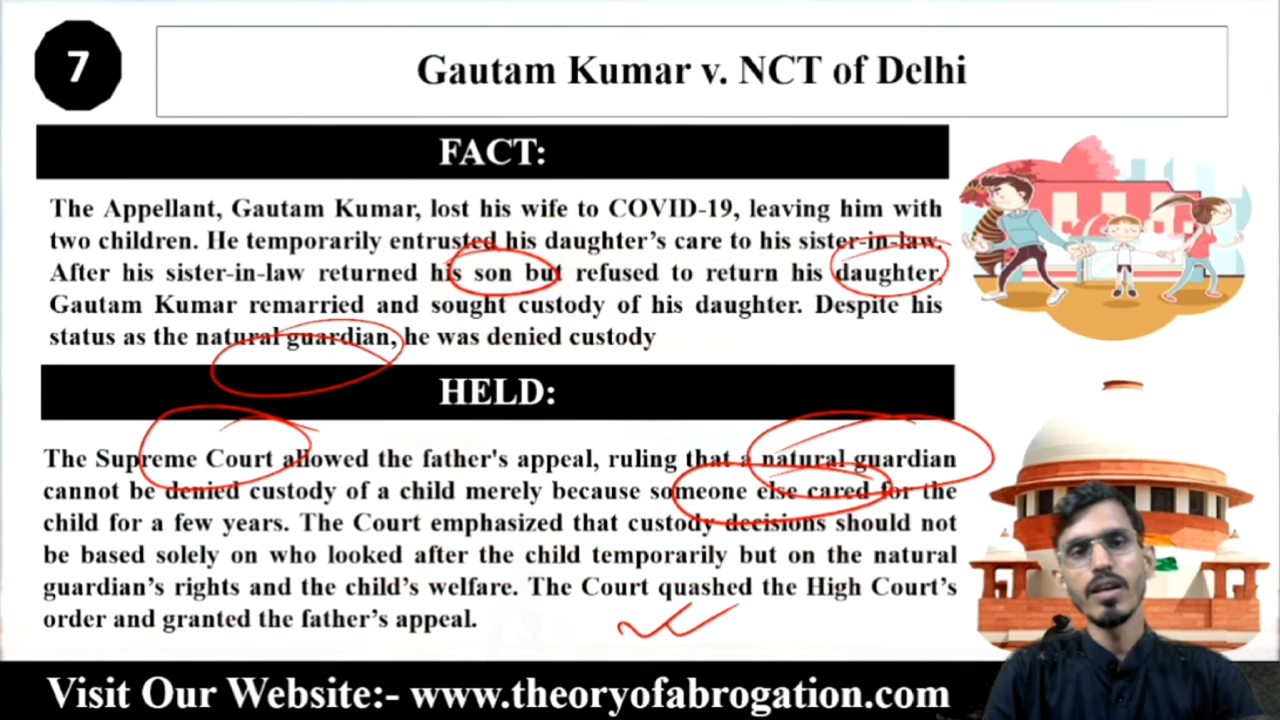 7
Gautam Kumar v. NCT of Delhi
FACT:
The Appellant, Gautam Kumar, lost his wife to COVID-19, leaving him with
two children. He temporarily entrusted his daughter’s care to his sister-in-law.
After his sister-in-law returned his son but refused to return his daughter,
Gautam Kumar remarried and sought custody of his daughter. Despite his
status as the natural guardian, he was denied custody
HELD:
The Supreme Court allowed the father's appeal, ruling that a natural guardian
cannot be denied custody of a child merely because someone else cared for the
child for a few years. The Court emphasized that custody decisions should not
be based solely on who looked after the child temporarily but on the natural
guardian’s rights and the child’s welfare. The Court quashed the High Court’s
order and granted the father’s appeal.
Visit Our Website:- www.theoryofabrogation.com